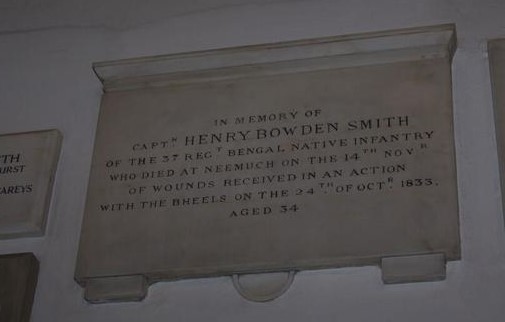 IN MEMORY OF
CAPT.N HENRY BOWDEN SMITH
OF THE 37 REG.T BENGAL NATIVE INFANTRY
WHO DIED AT NEEMUCH ON THE 14TH NOVR
OF WOUNDS RECEIVED IN AN ACTION
WITH THE BHEELS ON THE 24TH OF OCTR 1833.
AGED 34
TH
URST
CAREYS